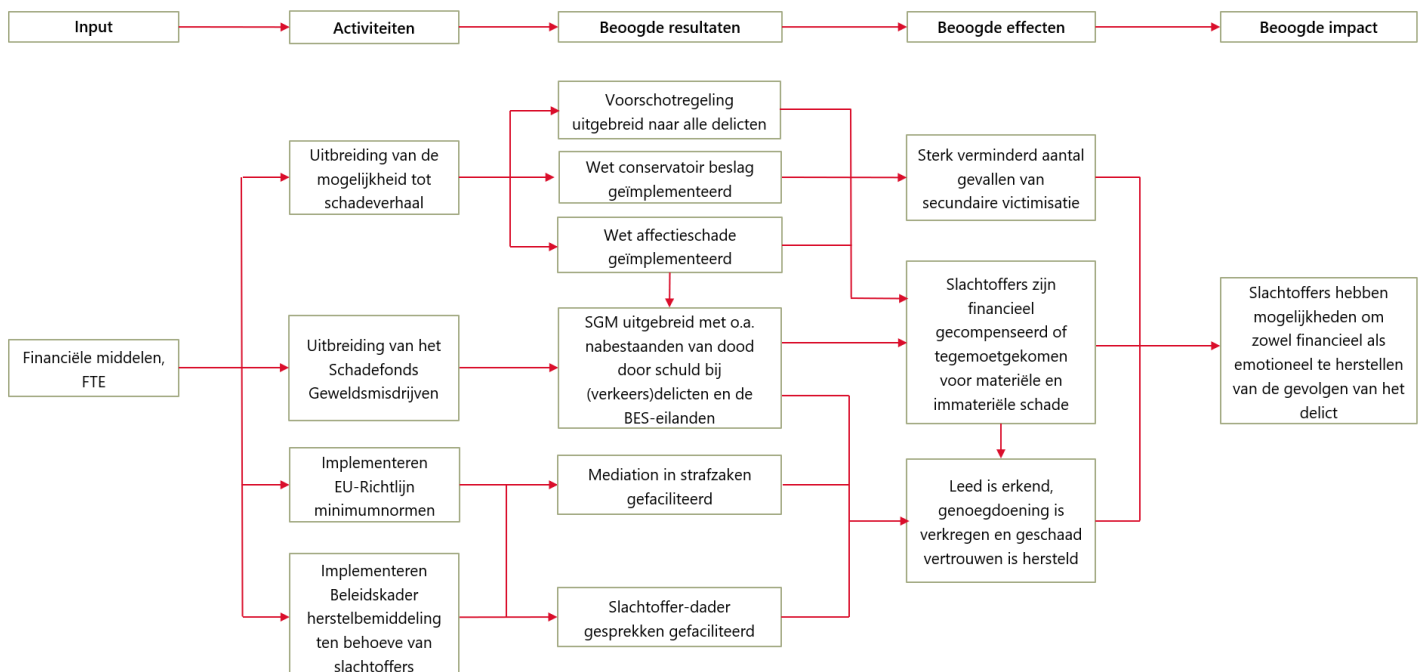 Input
Activiteiten
Beoogde resultaten
Beoogde effecten
Beoogde impact
Financiële middelen,
FTE
Uitbreiding van de
mogelijkheid tot
schadeverhaal
Uitbreiding van het
Schadefonds
Geweldsmisdrijven
Implementeren
EU-Richtlijn
minimumnormen
Implementeren
Beleidskader
herstelbemiddeling
ten behoeve van
slachtoffers
Voorschotregeling
uitgebreid naar alle delicten
Wet conservatoir beslag
geïmplementeerd
Wet affectieschade
geïmplementeerd
SGM uitgebreid met o.a.
nabestaanden van dood
door schuld bij
(verkeers)delicten en de
BES-eilanden
Mediation in strafzaken
gefaciliteerd
Slachtoffer-dader
gesprekken gefaciliteerd
Sterk verminderd aantal
gevallen van
secundaire victimisatie
Slachtoffers zijn
financieel
gecompenseerd of
tegemoetgekomen
voor materiële en
immateriële schade
Leed is erkend,
genoegdoening is
verkregen en geschaad
vertrouwen is hersteld
Slachtoffers hebben
mogelijkheden om
zowel financieel als
emotioneel te herstellen
van de gevolgen van het
delict